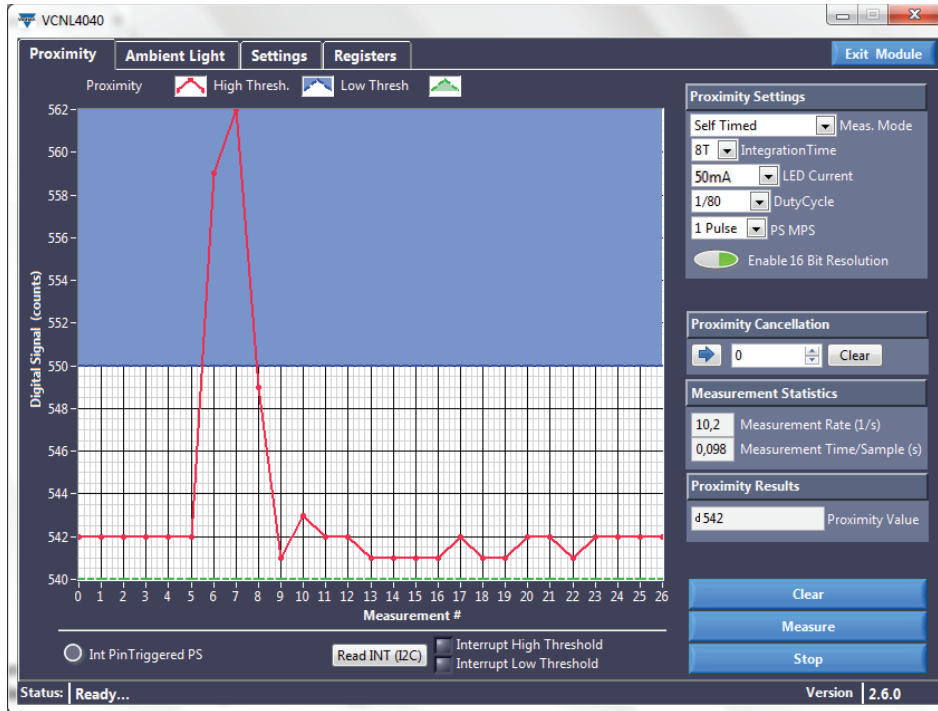 VCNL4040
Proximity Ambient Light Settings Registers Exit Module
Proximity High Thresh. Low Thresh
562
560
558
556
554
552
550
548
546
544
542
540
Digital Signal (counts)
0 1 2 3 4 5 6 7 8 9 10 11 12 13 14 15 16 17 18 19 20 21 22 23 24 25 26
Measurement #
Int PinTriggered PS
Read INT (I2C)
Interrupt High Threshold
Interrupt Low Threshold
Proximity Settings
Self Timed Meas. Mode
8T IntegrationTime
50mA LED Current
1/80 DutyCycle
1 Pulse PS MPS
Enable 16 Bit Resolution
Proximity Cancellation
0 Clear
Measurement Statistics
10,2 Measurement Rate (1/s)
0,098 Measurement Time/Sample (s)
Proximity Results
d 542 Proximity Value
Clear
Measure
Stop
Status: Ready... Version 2.6.0